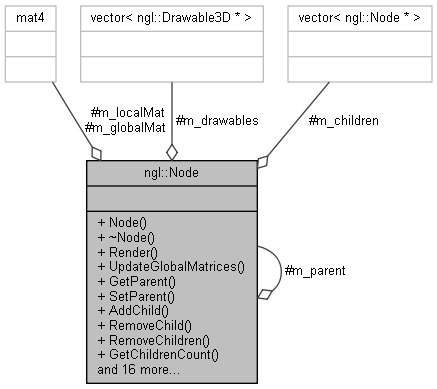 mat4
vector< ngl::Drawable3D * >
vector< ngl::Node * >
#m_localMat
#m_globalMat
#m_drawables
#m_children
ngl::Node
+ Node()
+ ~Node()
+ Render()
+ UpdateGlobalMatrices()
+ GetParent()
+ SetParent()
+ AddChild()
+ RemoveChild()
+ RemoveChildren()
+ GetChildrenCount()
and 16 more...
#m_parent